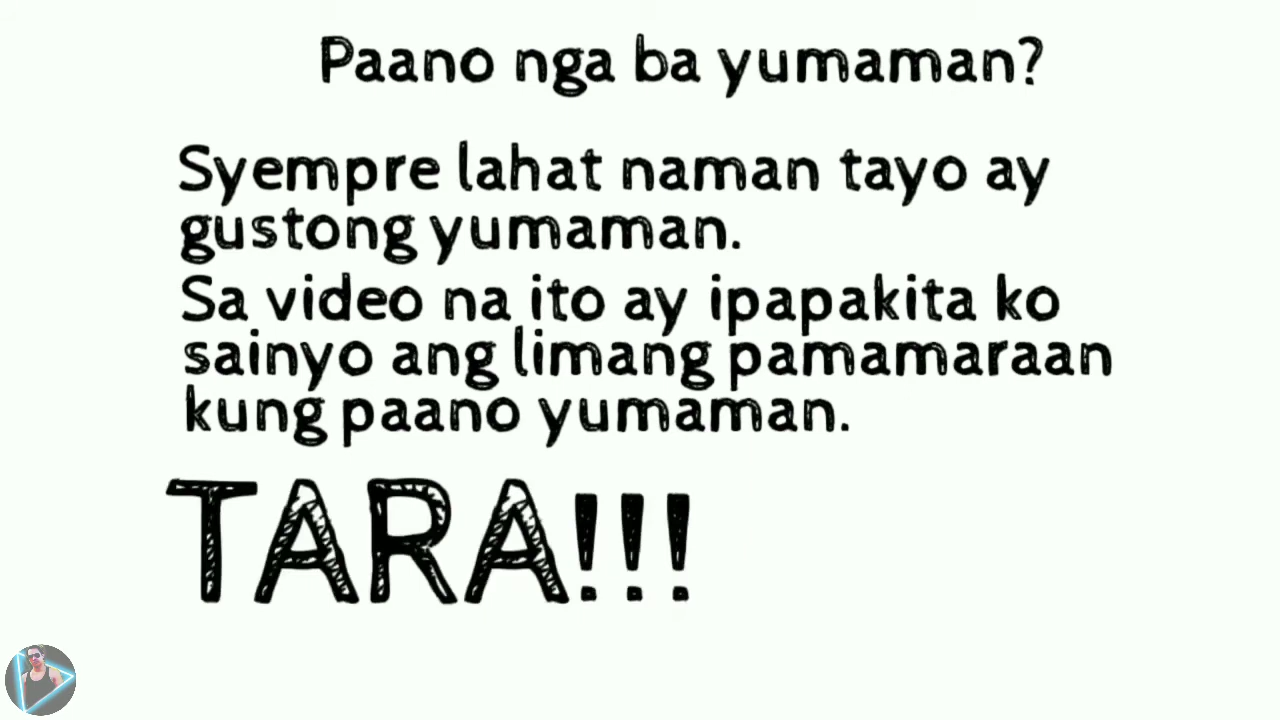 Paano nga ba yumaman?
Syempre lahat naman tayo ay
gustong yumaman.
Sa video na ito ay ipapakita ko
sainyo ang limang pamamaraan
kung paano yumaman.
TARA!!!